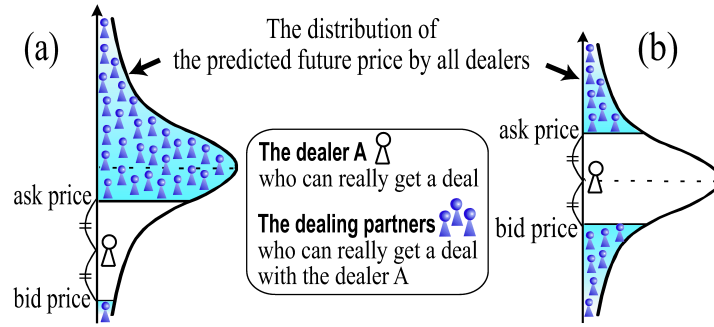 (a)
The distribution of
the predicted future price by all dealers
(b)
ask price
bid price
The dealer A
who can really get a deal
The dealing partners
who can really get a deal
with the dealer A
ask price
bid price